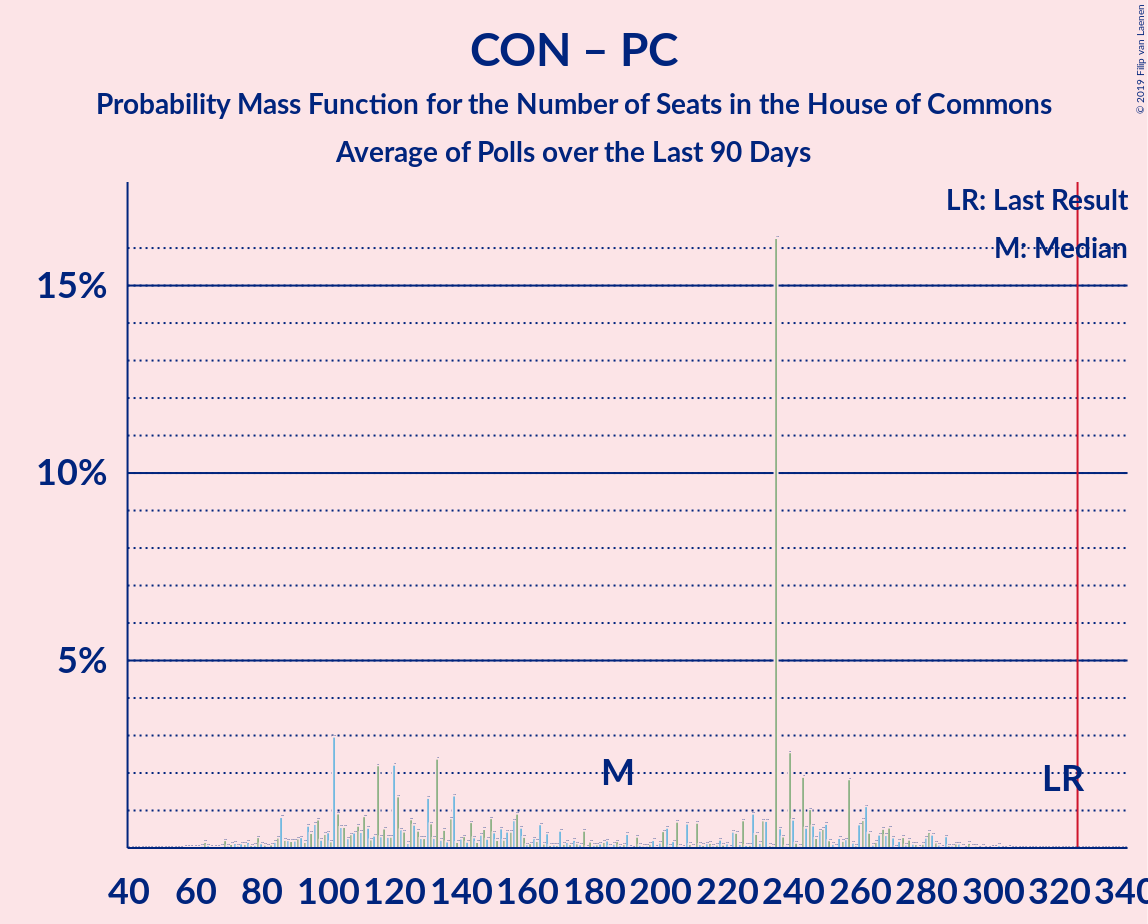 CON – PC
Probability Mass Function for the Number of Seats in the House of Commons
Average of Polls over the Last 90 Days
© 2019 Filip van Laenen
LR: Last Result
M: Median
15%
10%
5%
M
LR
40 60 80 100 120 140 160 180 200 220 240 260 280 300 320 340